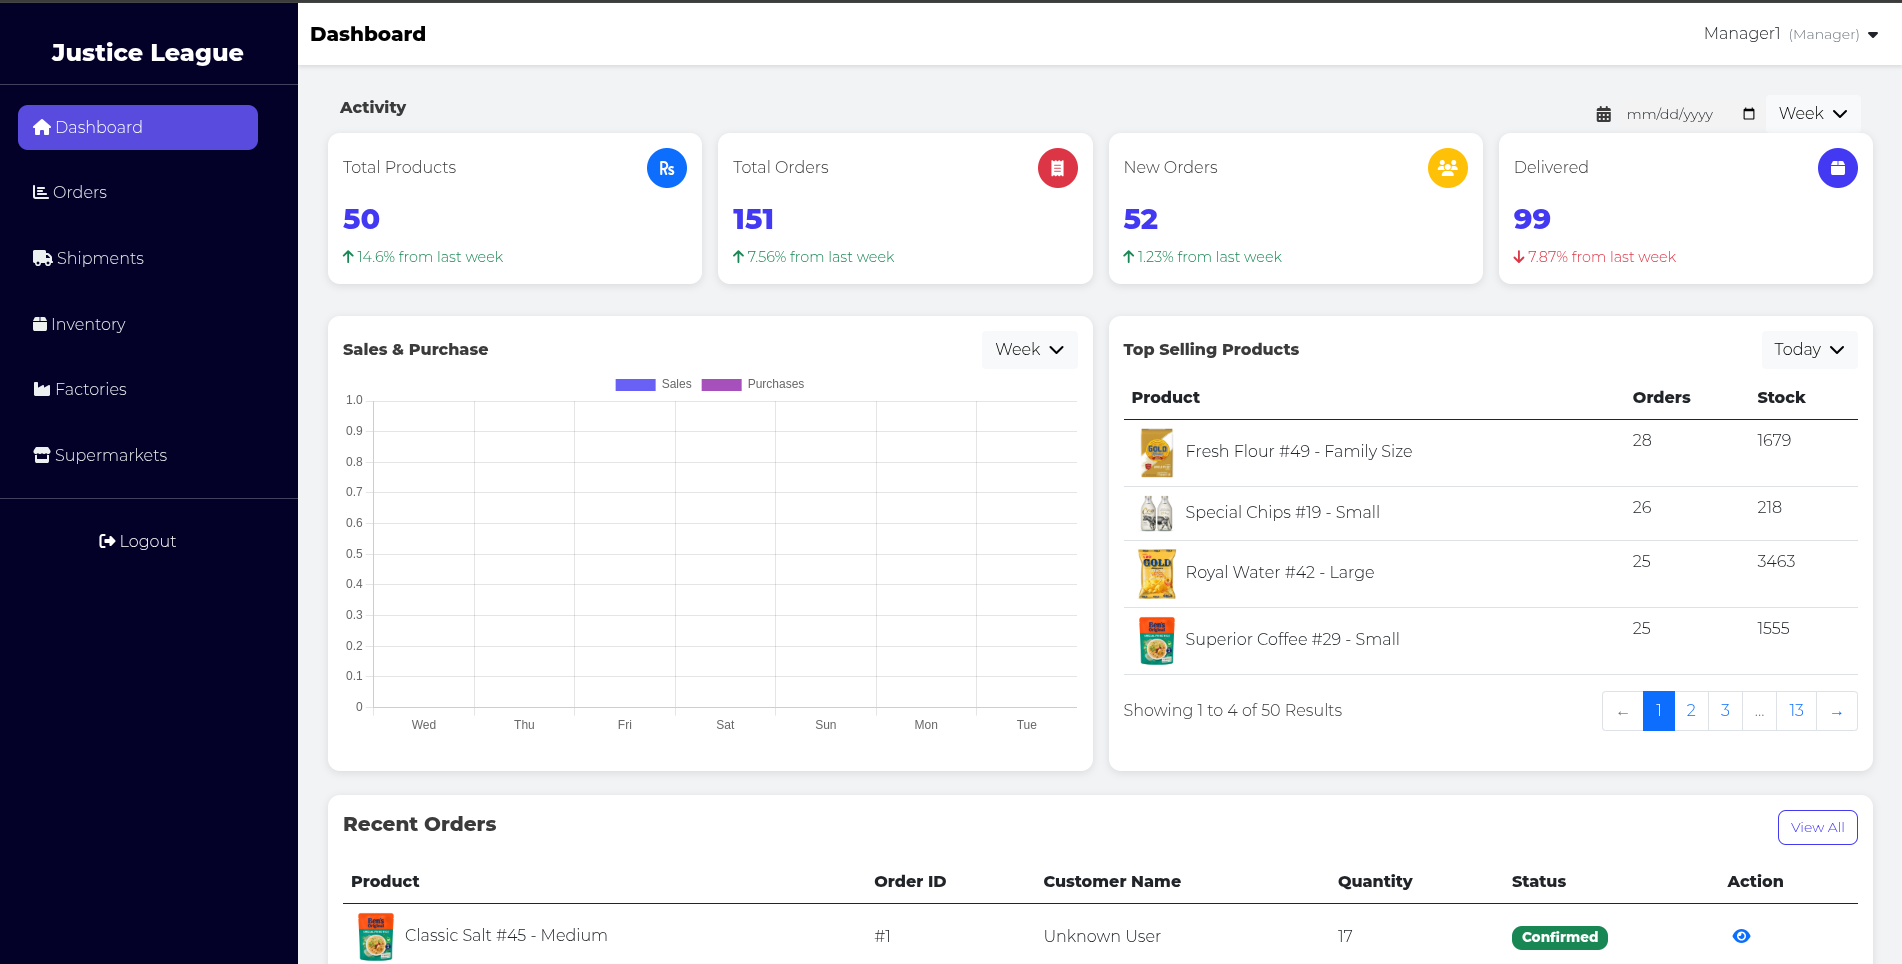 Justice League
Dashboard
Orders
Shipments
Inventory
Factories
Supermarkets
Logout
Dashboard
Manager1 (Manager)
Activity
mm/dd/yyyy
Week
Total Products
Rs
50
14.6% from last week
Total Orders
151
7.56% from last week
New Orders
52
1.23% from last week
Delivered
99
7.87% from last week
Sales & Purchase
Week
Sales Purchases
1.0
0.9
0.8
0.7
0.6
0.5
0.4
0.3
0.2
0.1
0
Wed Thu Fri Sat Sun Mon Tue
Top Selling Products
Today
Product Orders Stock
Fresh Flour #49 - Family Size 28 1679
Special Chips #19 - Small 26 218
Royal Water #42 - Large 25 3463
Superior Coffee #29 - Small 25 1555
Showing 1 to 4 of 50 Results
← 1 2 3 ... 13 →
Recent Orders
View All
Product Order ID Customer Name Quantity Status Action
Classic Salt #45 - Medium #1 Unknown User 17 Confirmed
GOLD
GOLD
Ben's
Original
Ben's
Original